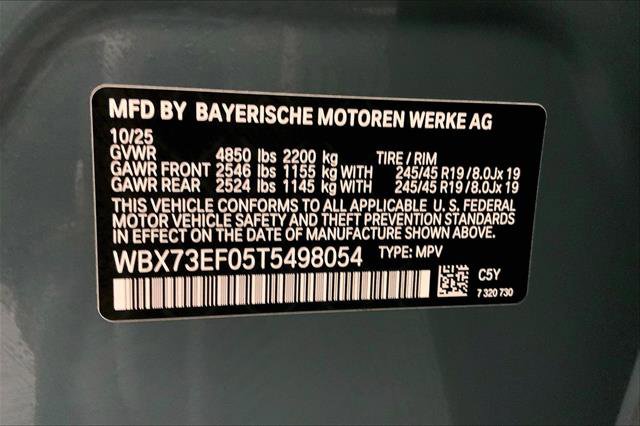 MFD BY BAYERISCHE MOTOREN WERKE AG
10/25
GVWR 4850 lbs 2200 kg TIRE / RIM
GAWR FRONT 2546 lbs 1155 kg WITH 245/45 R19/8.0Jx 19
GAWR REAR 2524 lbs 1145 kg WITH 245/45 R19/8.0Jx 19
THIS VEHICLE CONFORMS TO ALL APPLICABLE U. S. FEDERAL
MOTOR VEHICLE SAFETY AND THEFT PREVENTION STANDARDS
IN EFFECT ON THE DATE OF MANUFACTURE SHOWN ABOVE.
WBX73EF05T5498054 TYPE: MPV
C5Y
7 320 730